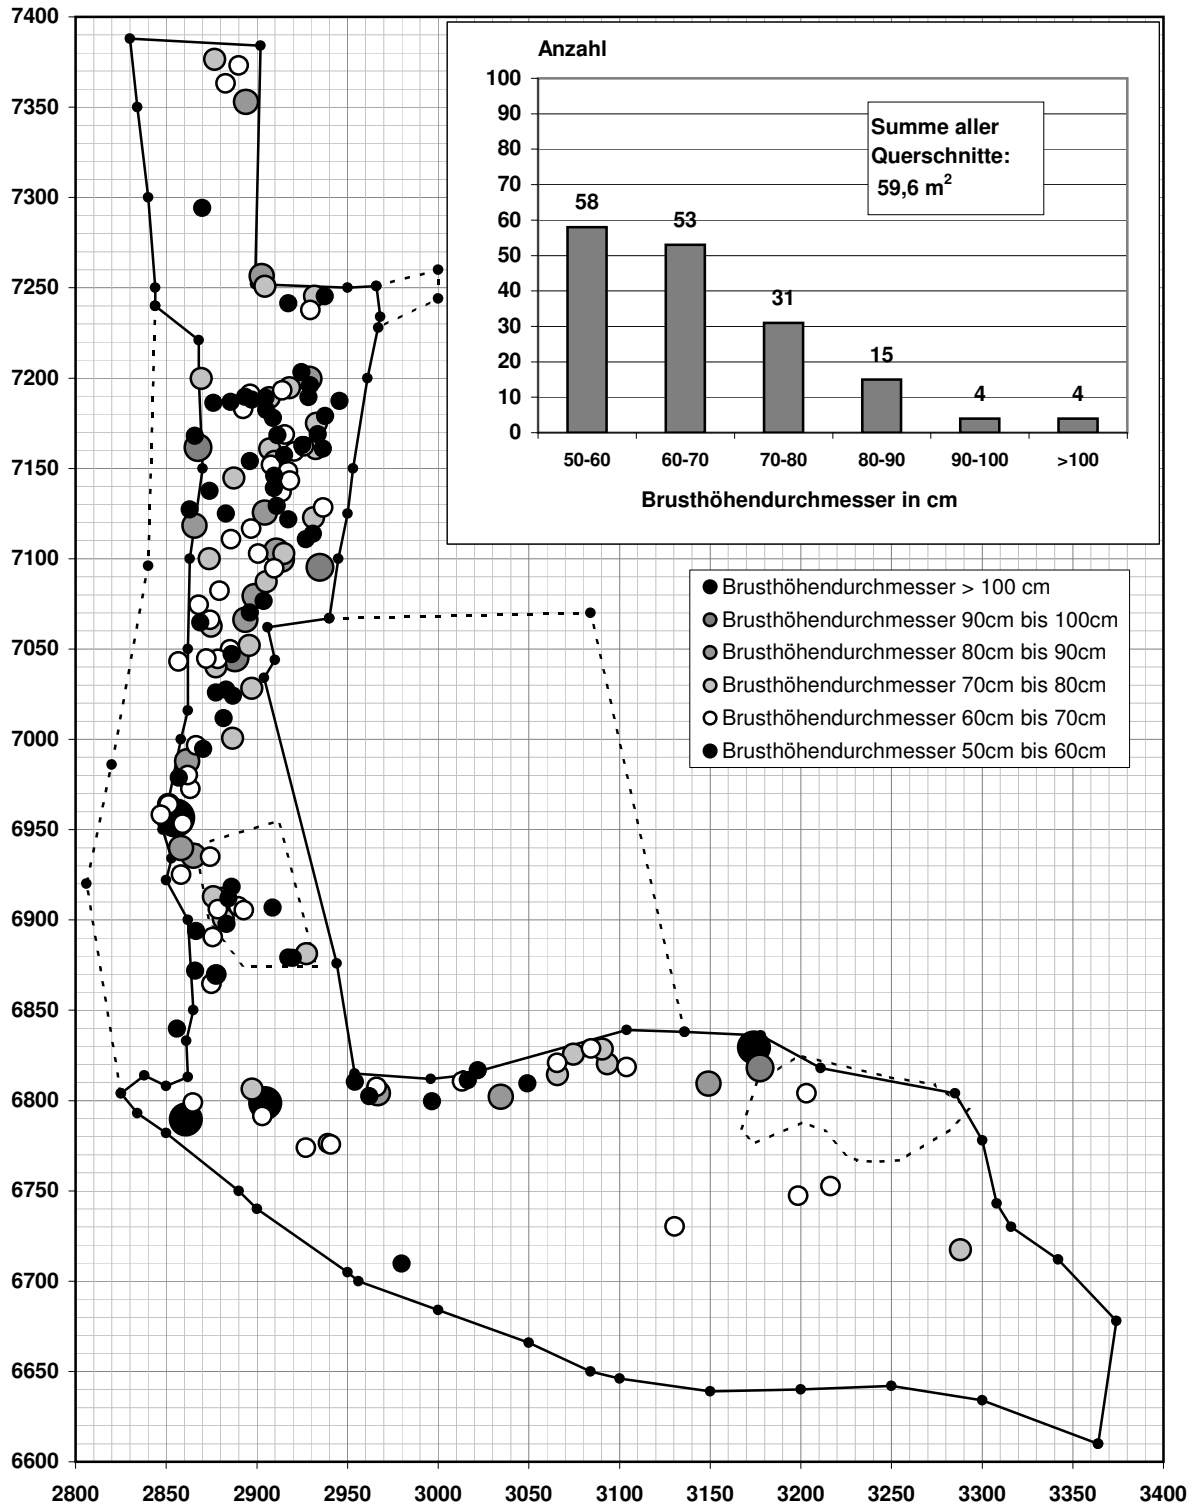 7400
7350
7300
7250
7200
7150
7100
7050
7000
6950
6900
6850
6800
6750
6700
6650
6600
2800 2850 2900 2950 3000 3050 3100 3150 3200 3250 3300 3350 3400
Anzahl
100
90
80
70
60
50
40
30
20
10
0
Summe aller
Querschnitte:
59,6 m²
58
53
31
15
4
4
50-60 60-70 70-80 80-90 90-100 >100
Brusthöhendurchmesser in cm
Brusthöhendurchmesser > 100 cm
Brusthöhendurchmesser 90cm bis 100cm
Brusthöhendurchmesser 80cm bis 90cm
Brusthöhendurchmesser 70cm bis 80cm
Brusthöhendurchmesser 60cm bis 70cm
Brusthöhendurchmesser 50cm bis 60cm